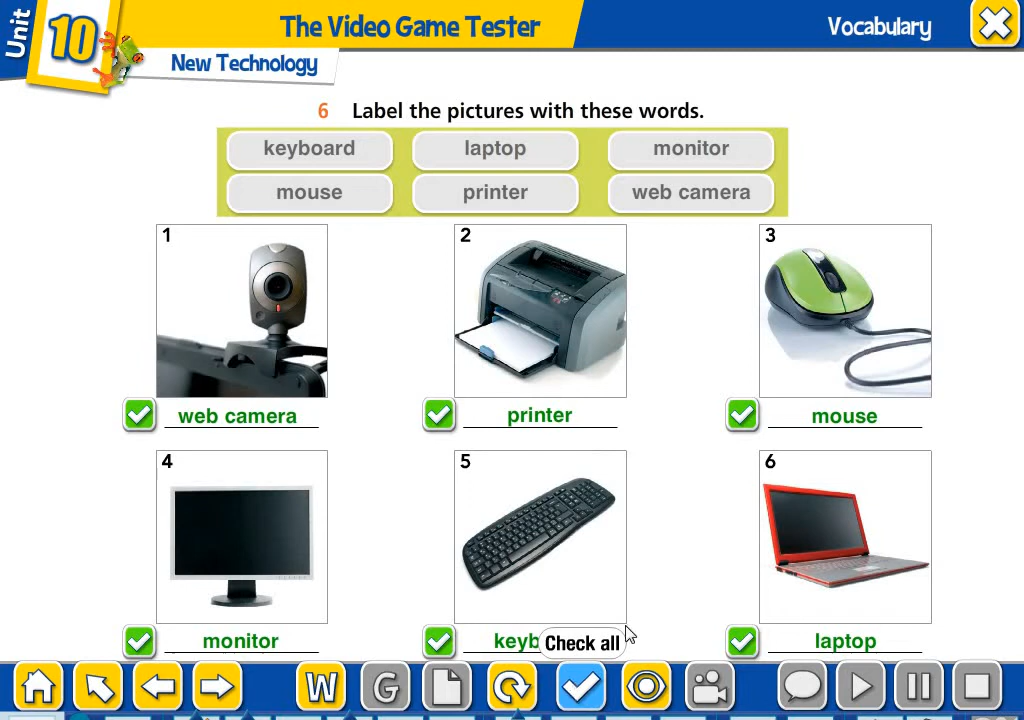 Unit
10
The Video Game Tester
Vocabulary
New Technology
6 Label the pictures with these words.
keyboard laptop monitor
mouse printer web camera
1 2 3
web camera printer mouse
4 5 6
monitor keyb laptop
Check all
W G